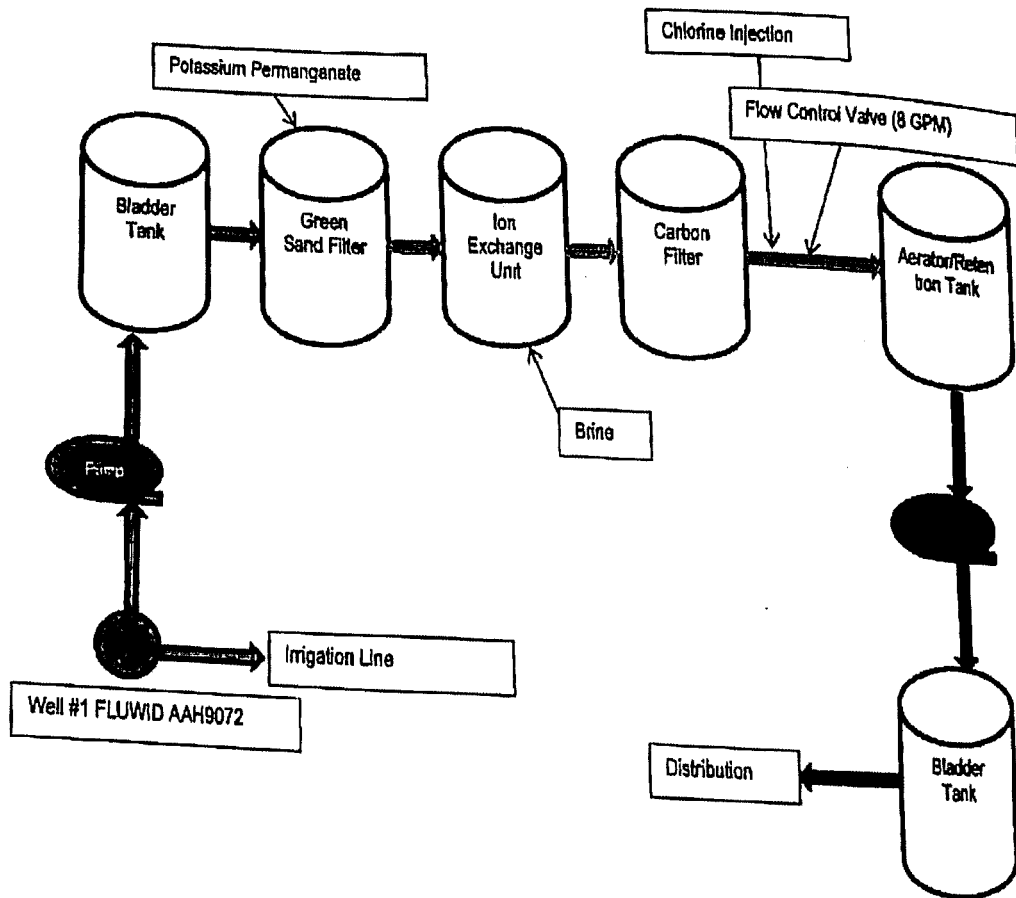 Chlorine Injection
Potassium Permanganate
Flow Control Valve (8 GPM)
Bladder
Tank
Green
Sand Filter
Ion
Exchange
Unit
Carbon
Filter
Aerator/Reten
tion Tank
Brine
Pump
Irrigation Line
Well #1 FLUWID AAH9072
Distribution
Bladder
Tank